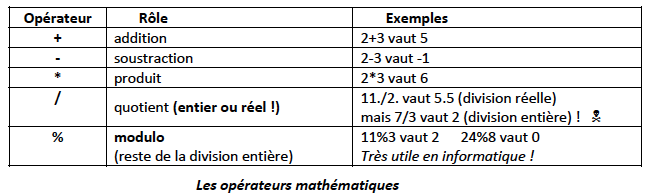 Opérateur Rôle Exemples
+ addition 2+3 vaut 5
- soustraction 2-3 vaut -1
* produit 2*3 vaut 6
/ quotient (entier ou réel !) 11./2. vaut 5.5 (division réelle)
mais 7/3 vaut 2 (division entière) ! ☠
% modulo 11%3 vaut 2 24%8 vaut 0
(reste de la division entière) Très utile en informatique !
Les opérateurs mathématiques